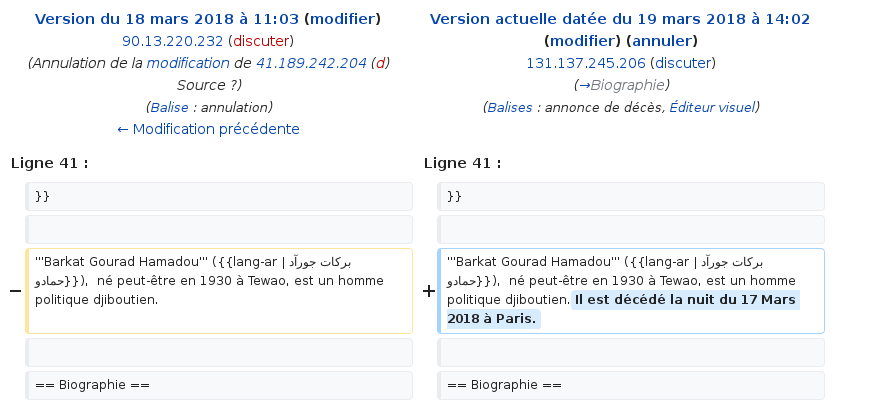 Version du 18 mars 2018 à 11:03 (modifier)
90.13.220.232 (discuter)
(Annulation de la modification de 41.189.242.204 (d)
Source ?)
(Balise : annulation)
← Modification précédente
Version actuelle datée du 19 mars 2018 à 14:02
(modifier) (annuler)
131.137.245.206 (discuter)
(→Biographie)
(Balises : annonce de décès, Éditeur visuel)
Ligne 41 :
Ligne 41 :
}}
}}
− '''Barkat Gourad Hamadou''' ({{lang-ar | بركات جورآد
حمادو}}), né peut-être en 1930 à Tewao, est un homme
politique djiboutien.
+ '''Barkat Gourad Hamadou''' ({{lang-ar | بركات جورآد
حمادو}}), né peut-être en 1930 à Tewao, est un homme
politique djiboutien. Il est décédé la nuit du 17 Mars
2018 à Paris.
== Biographie ==
== Biographie ==